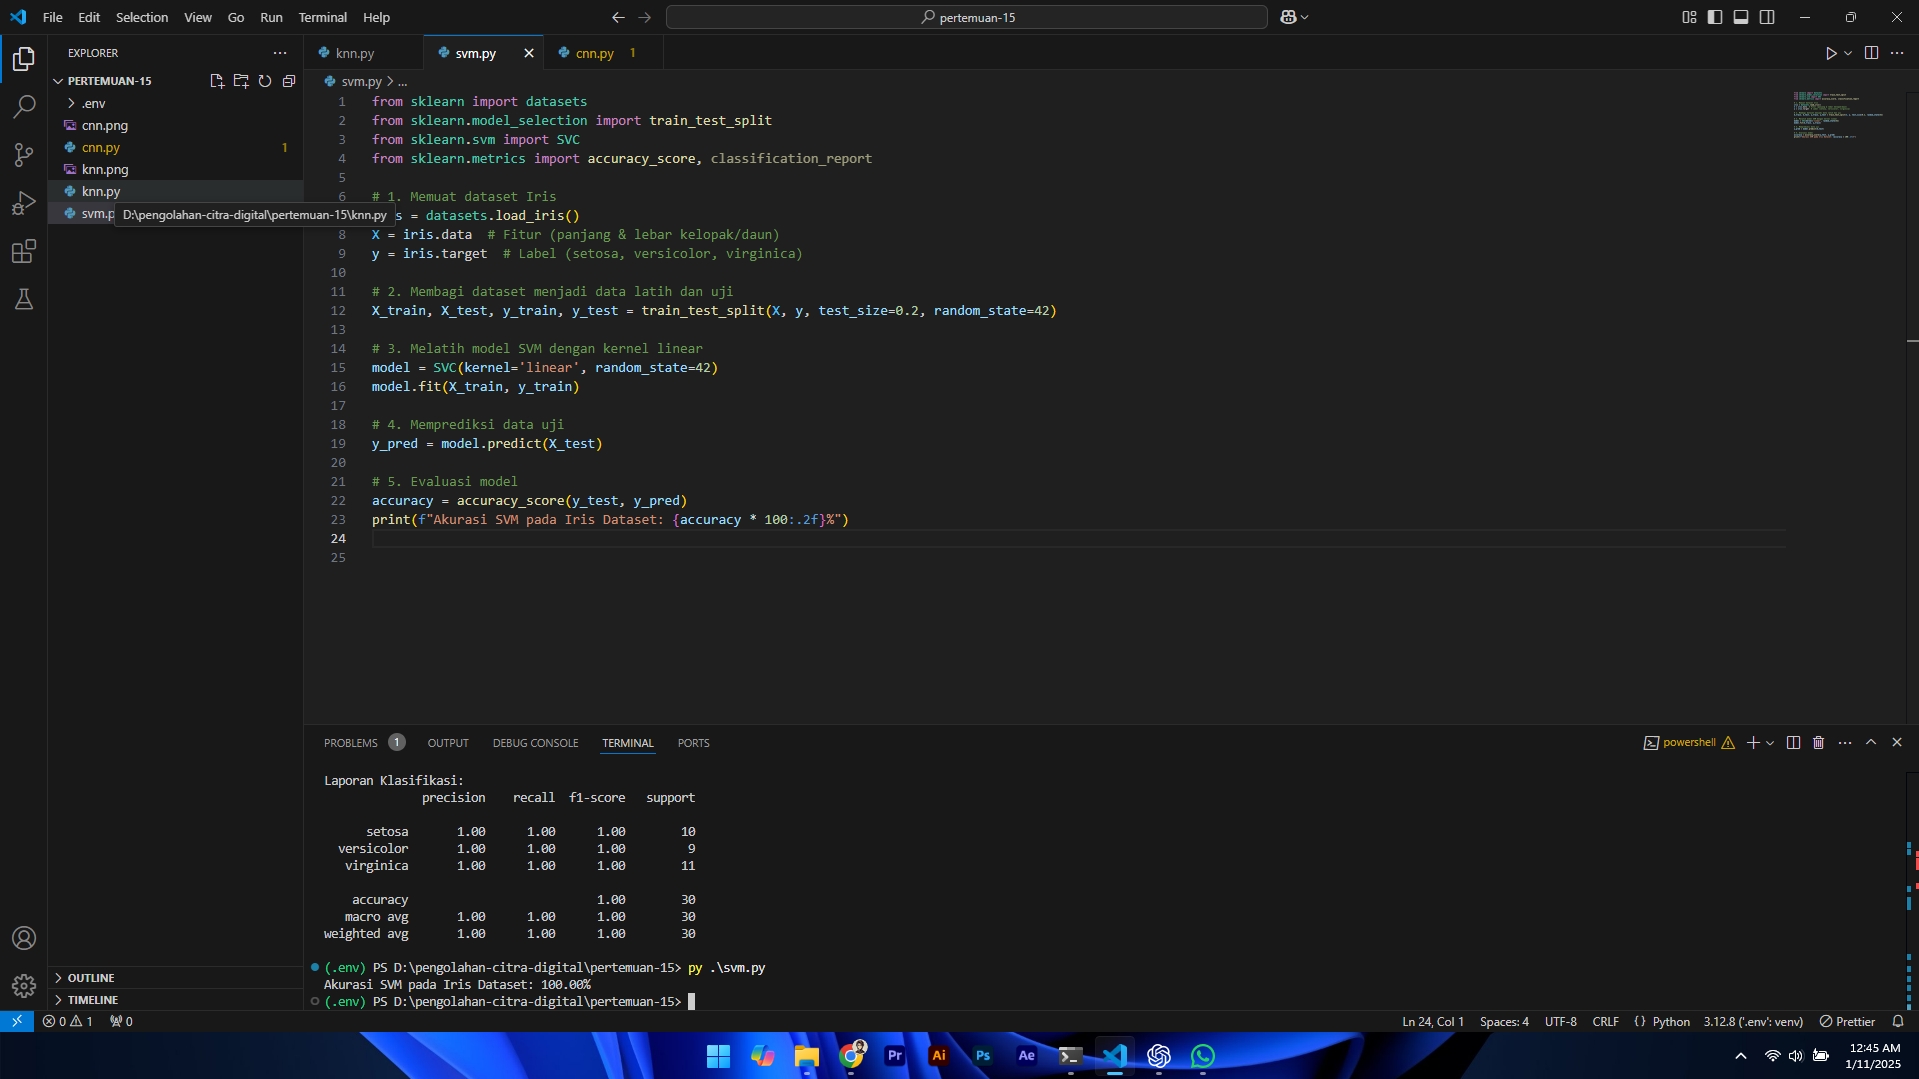 File Edit Selection View Go Run Terminal Help
pertemuan-15
EXPLORER
PERTEMUAN-15
.env
cnn.png
cnn.py 1
knn.png
knn.py
svm.p
D:\pengolahan-citra-digital\pertemuan-15\knn.py
OUTLINE
TIMELINE
knn.py svm.py cnn.py 1
svm.py > ...
1 from sklearn import datasets
2 from sklearn.model_selection import train_test_split
3 from sklearn.svm import SVC
4 from sklearn.metrics import accuracy_score, classification_report
5
6 # 1. Memuat dataset Iris
s = datasets.load_iris()
8 X = iris.data  # Fitur (panjang & lebar kelopak/daun)
9 y = iris.target  # Label (setosa, versicolor, virginica)
10
11 # 2. Membagi dataset menjadi data latih dan uji
12 X_train, X_test, y_train, y_test = train_test_split(X, y, test_size=0.2, random_state=42)
13
14 # 3. Melatih model SVM dengan kernel linear
15 model = SVC(kernel='linear', random_state=42)
16 model.fit(X_train, y_train)
17
18 # 4. Memprediksi data uji
19 y_pred = model.predict(X_test)
20
21 # 5. Evaluasi model
22 accuracy = accuracy_score(y_test, y_pred)
23 print(f"Akurasi SVM pada Iris Dataset: {accuracy * 100:.2f}%")
24
25
PROBLEMS 1 OUTPUT DEBUG CONSOLE TERMINAL PORTS
powershell
Laporan Klasifikasi:
precision recall f1-score support
setosa 1.00 1.00 1.00 10
versicolor 1.00 1.00 1.00 9
virginica 1.00 1.00 1.00 11
accuracy 1.00 30
macro avg 1.00 1.00 1.00 30
weighted avg 1.00 1.00 1.00 30
(.env) PS D:\pengolahan-citra-digital\pertemuan-15> py .\svm.py
Akurasi SVM pada Iris Dataset: 100.00%
(.env) PS D:\pengolahan-citra-digital\pertemuan-15>
0 1 0
Ln 24, Col 1 Spaces: 4 UTF-8 CRLF {} Python 3.12.8 ('.env': venv) Prettier
Pr Ai Ps Ae
12:45 AM
1/11/2025